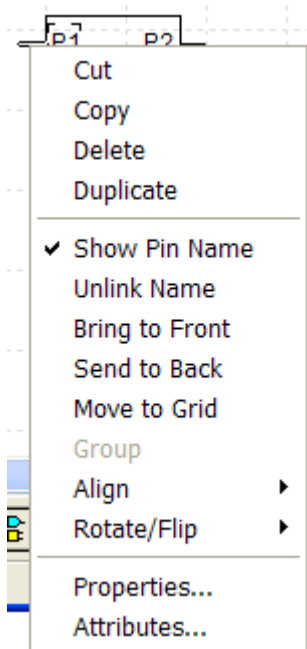 P1 P2
Cut
Copy
Delete
Duplicate
Show Pin Name
Unlink Name
Bring to Front
Send to Back
Move to Grid
Group
Align
Rotate/Flip
Properties...
Attributes...